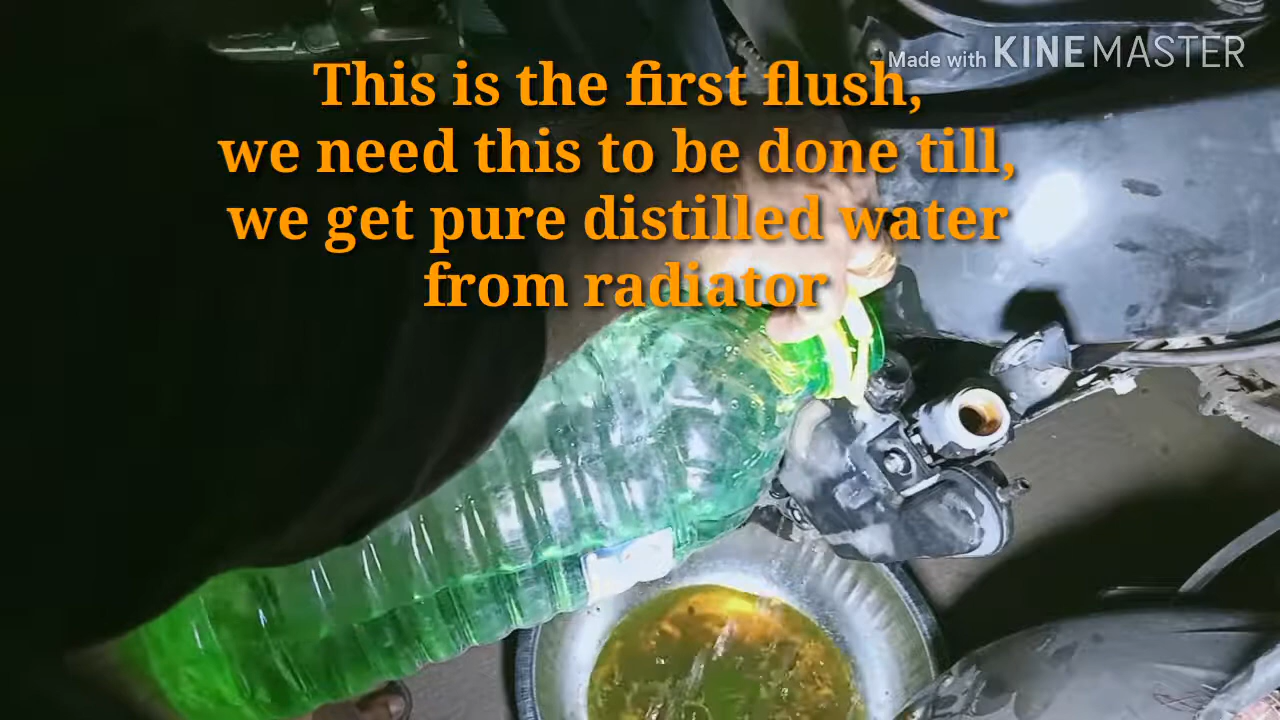 Made with KINEMASTER
This is the first flush,
we need this to be done till,
we get pure distilled water
from radiator